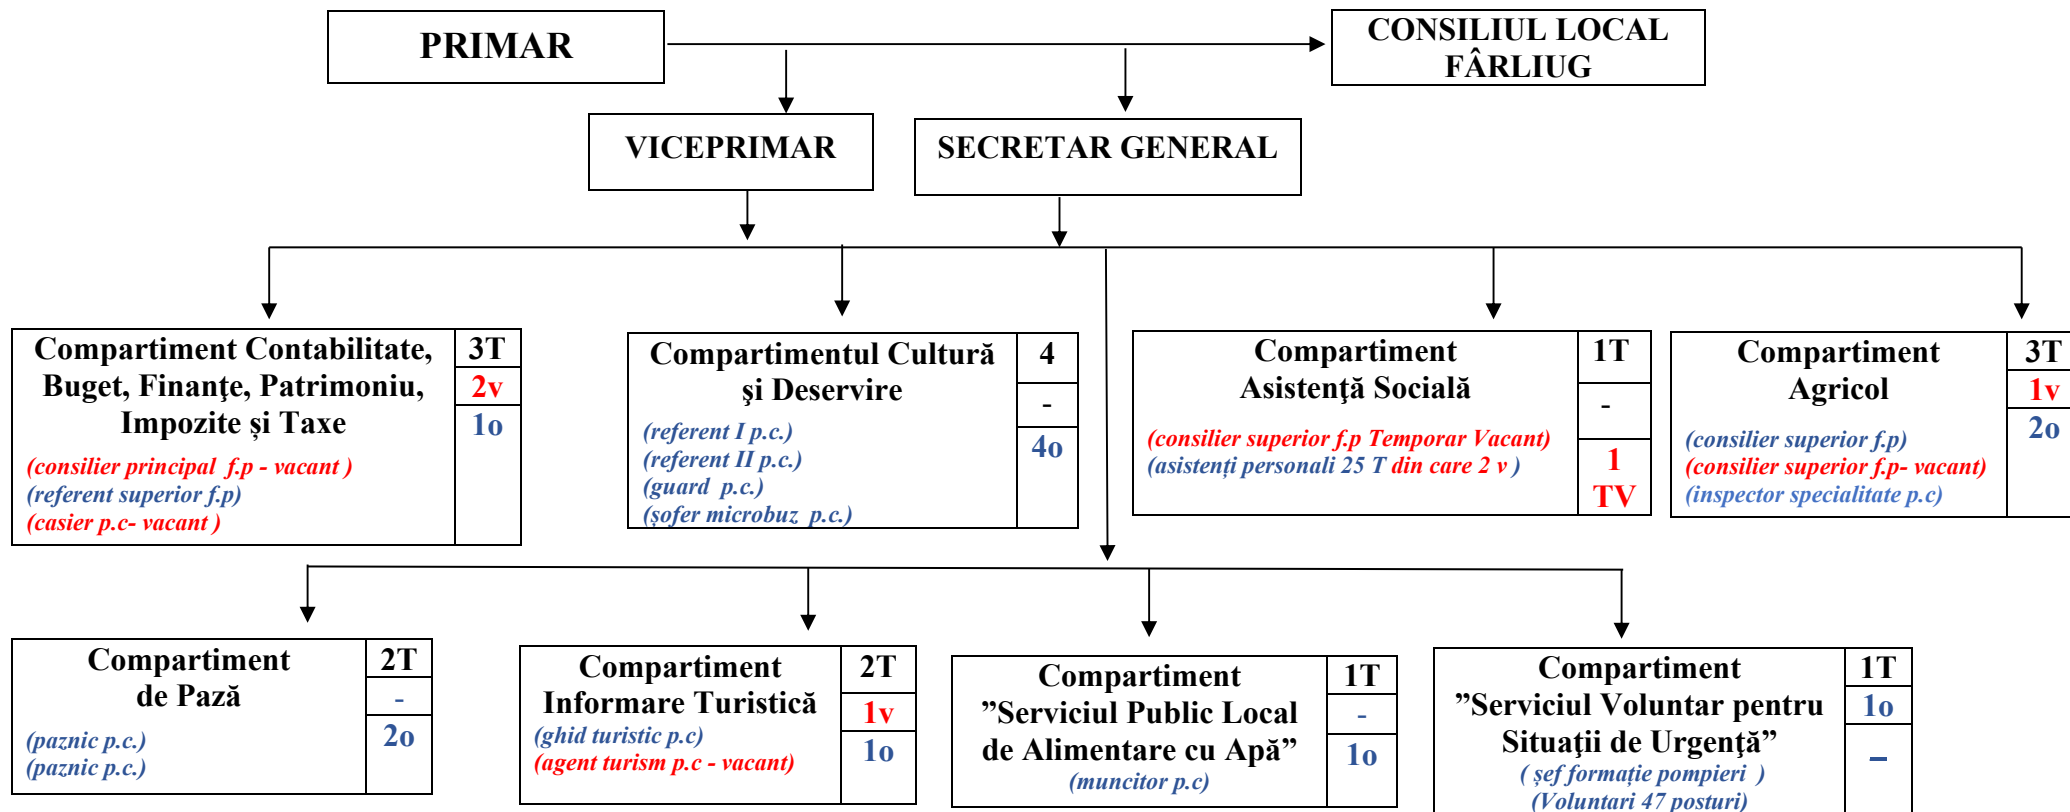 PRIMAR
CONSILIUL LOCAL
FÂRLIUG
VICEPRIMAR
SECRETAR GENERAL
Compartiment Contabilitate,
Buget, Finanţe, Patrimoniu,
Impozite și Taxe
(consilier principal f.p - vacant )
(referent superior f.p)
(casier p.c- vacant )
3T
2v
1o
Compartimentul Cultură
şi Deservire
(referent I p.c.)
(referent II p.c.)
(guard p.c.)
(șofer microbuz p.c.)
4
-
4o
Compartiment
Asistenţă Socială
(consilier superior f.p Temporar Vacant)
(asistenți personali 25 T din care 2 v )
1T
-
1
TV
Compartiment
Agricol
(consilier superior f.p)
(consilier superior f.p- vacant)
(inspector specialitate p.c)
3T
1v
2o
Compartiment
de Pază
(paznic p.c.)
(paznic p.c.)
2T
-
2o
Compartiment
Informare Turistică
(ghid turistic p.c)
(agent turism p.c - vacant)
2T
1v
1o
Compartiment
”Serviciul Public Local
de Alimentare cu Apă”
(muncitor p.c)
1T
-
1o
Compartiment
”Serviciul Voluntar pentru
Situaţii de Urgenţă”
( șef formație pompieri )
(Voluntari 47 posturi)
1T
1o
–